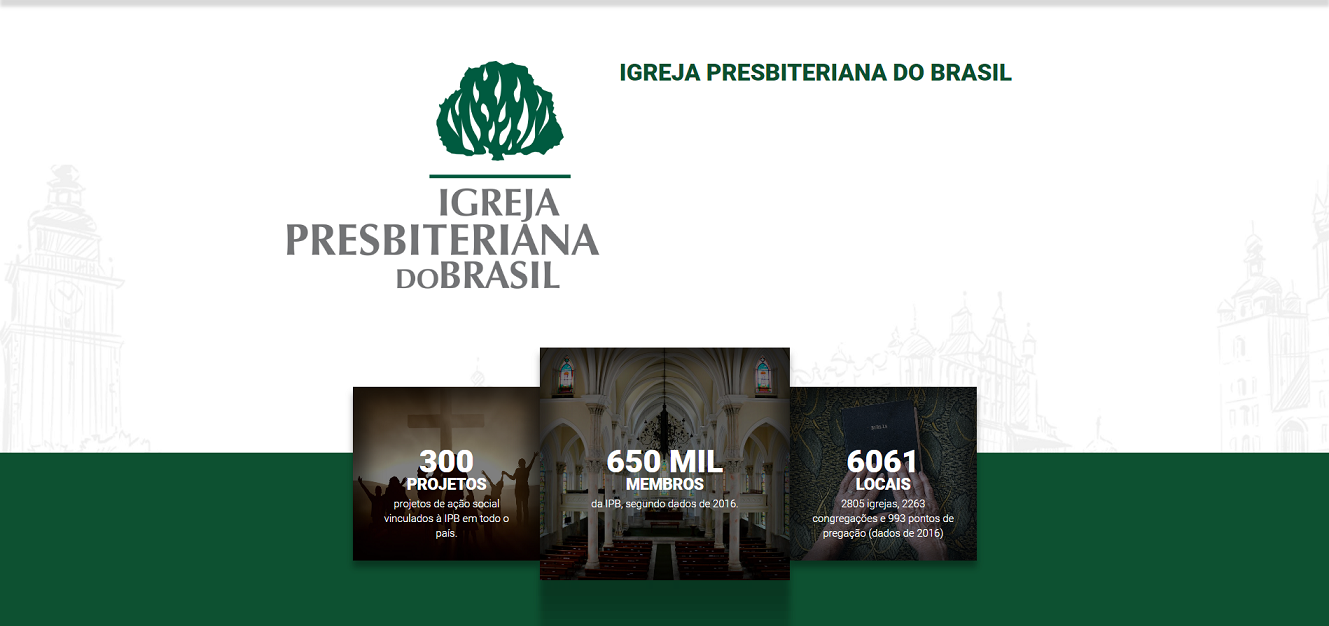 IGREJA
PRESBITERIANA
DOBRASIL
IGREJA PRESBITERIANA DO BRASIL
300
PROJETOS
projetos de ação social
vinculados à IPB em todo o
país.
650 MIL
MEMBROS
da IPB, segundo dados de 2016.
BIBLIA
6061
LOCAIS
2805 igrejas, 2263
congregações e 993 pontos de
pregação (dados de 2016)